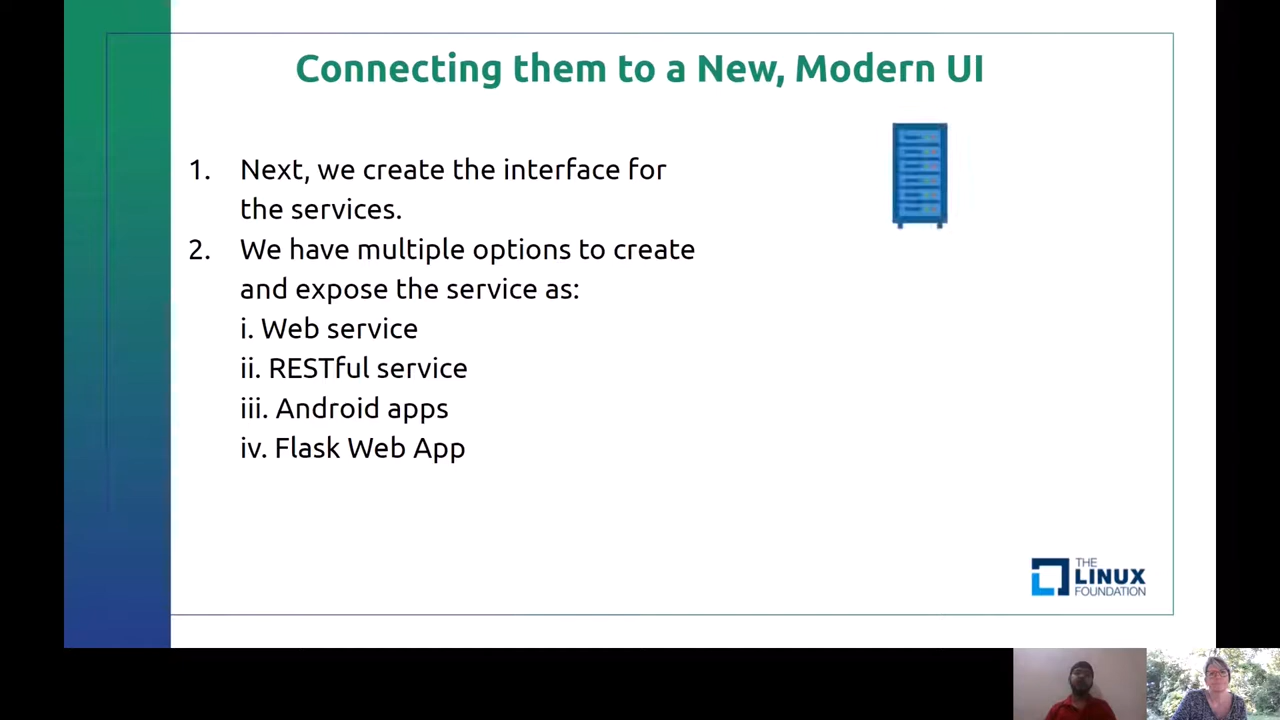 Connecting them to a New, Modern UI
1. Next, we create the interface for
the services.
2. We have multiple options to create
and expose the service as:
i. Web service
ii. RESTful service
iii. Android apps
iv. Flask Web App
THE
LINUX
FOUNDATION